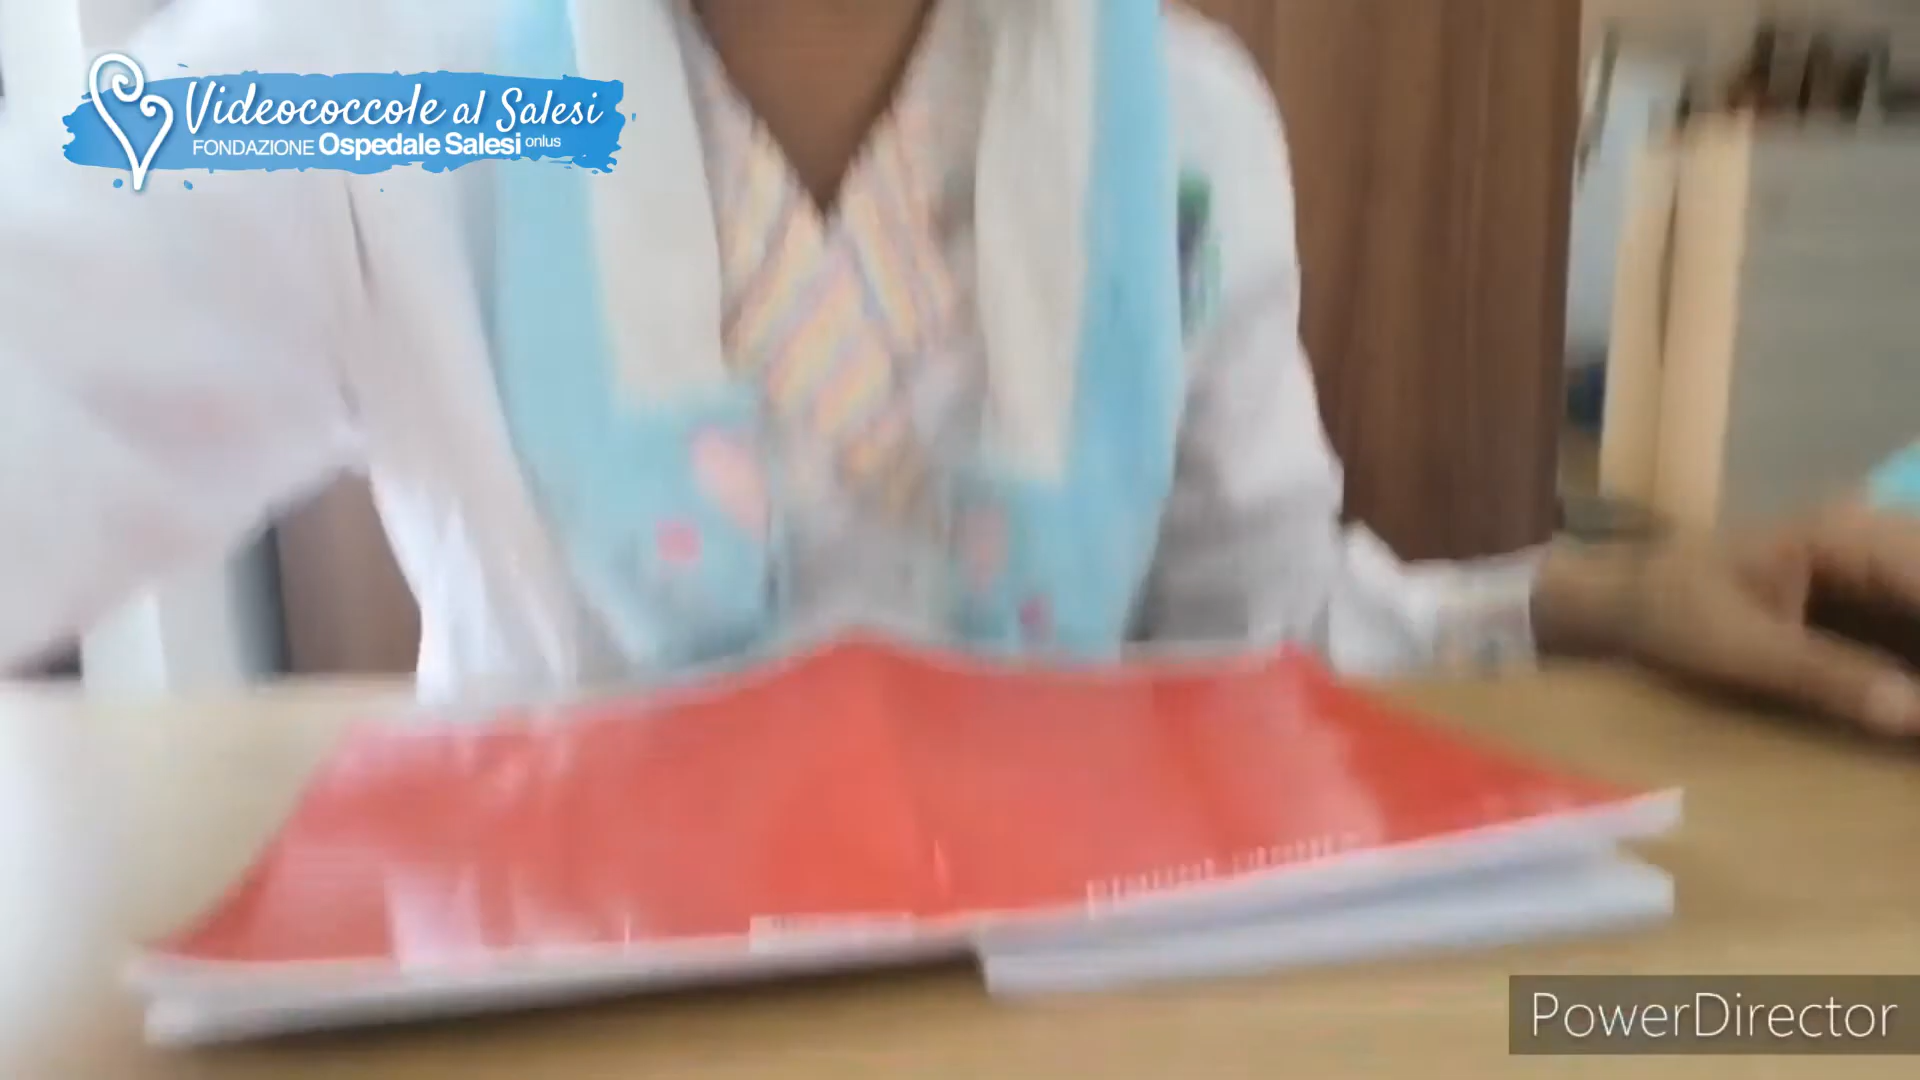 Videococcole al Salesi
FONDAZIONE Ospedale Salesi onlus
PowerDirector